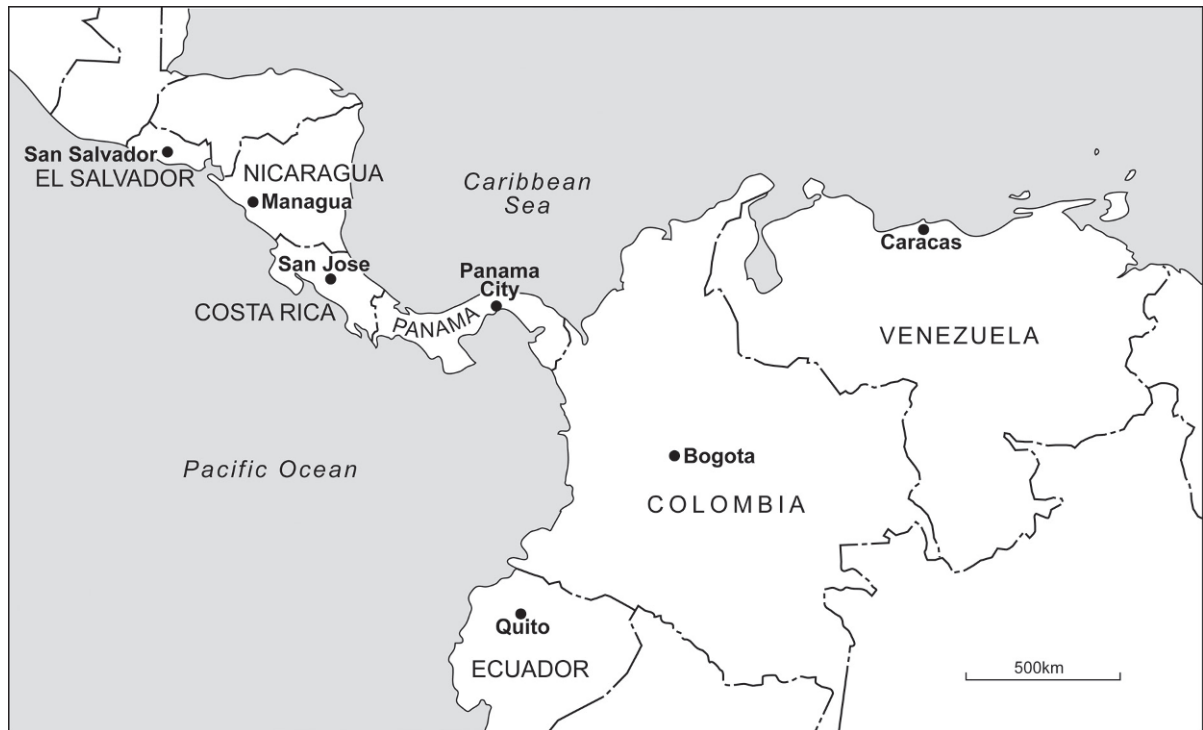 San Salvador
EL SALVADOR
NICARAGUA
Managua
Caribbean
Sea
San Jose
COSTA RICA
Panama
City
PANAMA
Caracas
VENEZUELA
Pacific Ocean
Bogota
COLOMBIA
Quito
ECUADOR
500km